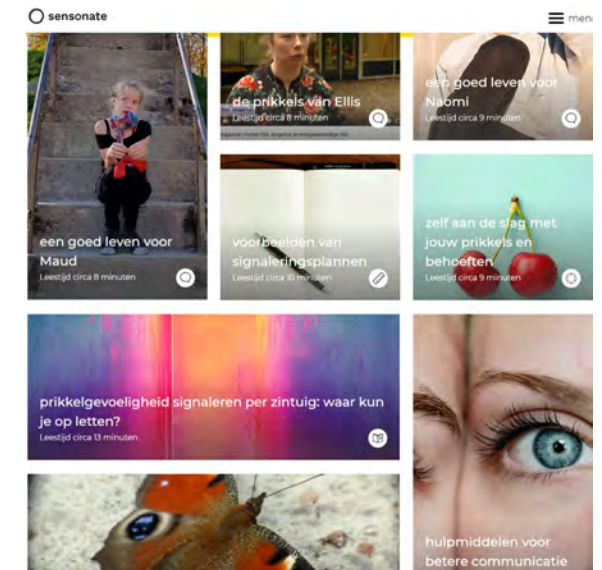 sensonate
menu
de prikkels van Ellis
Leestijd circa 8 minuten
een goed leven voor
Naomi
Leestijd circa 9 minuten
een goed leven voor
Maud
Leestijd circa 8 minuten
voorbeelden van
signaleringsplannen
Leestijd circa 10 minuten
zelf aan de slag met
jouw prikkels en
behoeften
Leestijd circa 9 minuten
prikkelgevoeligheid signaleren per zintuig: waar kun
je op letten?
Leestijd circa 13 minuten
hulpmiddelen voor
betere communicatie